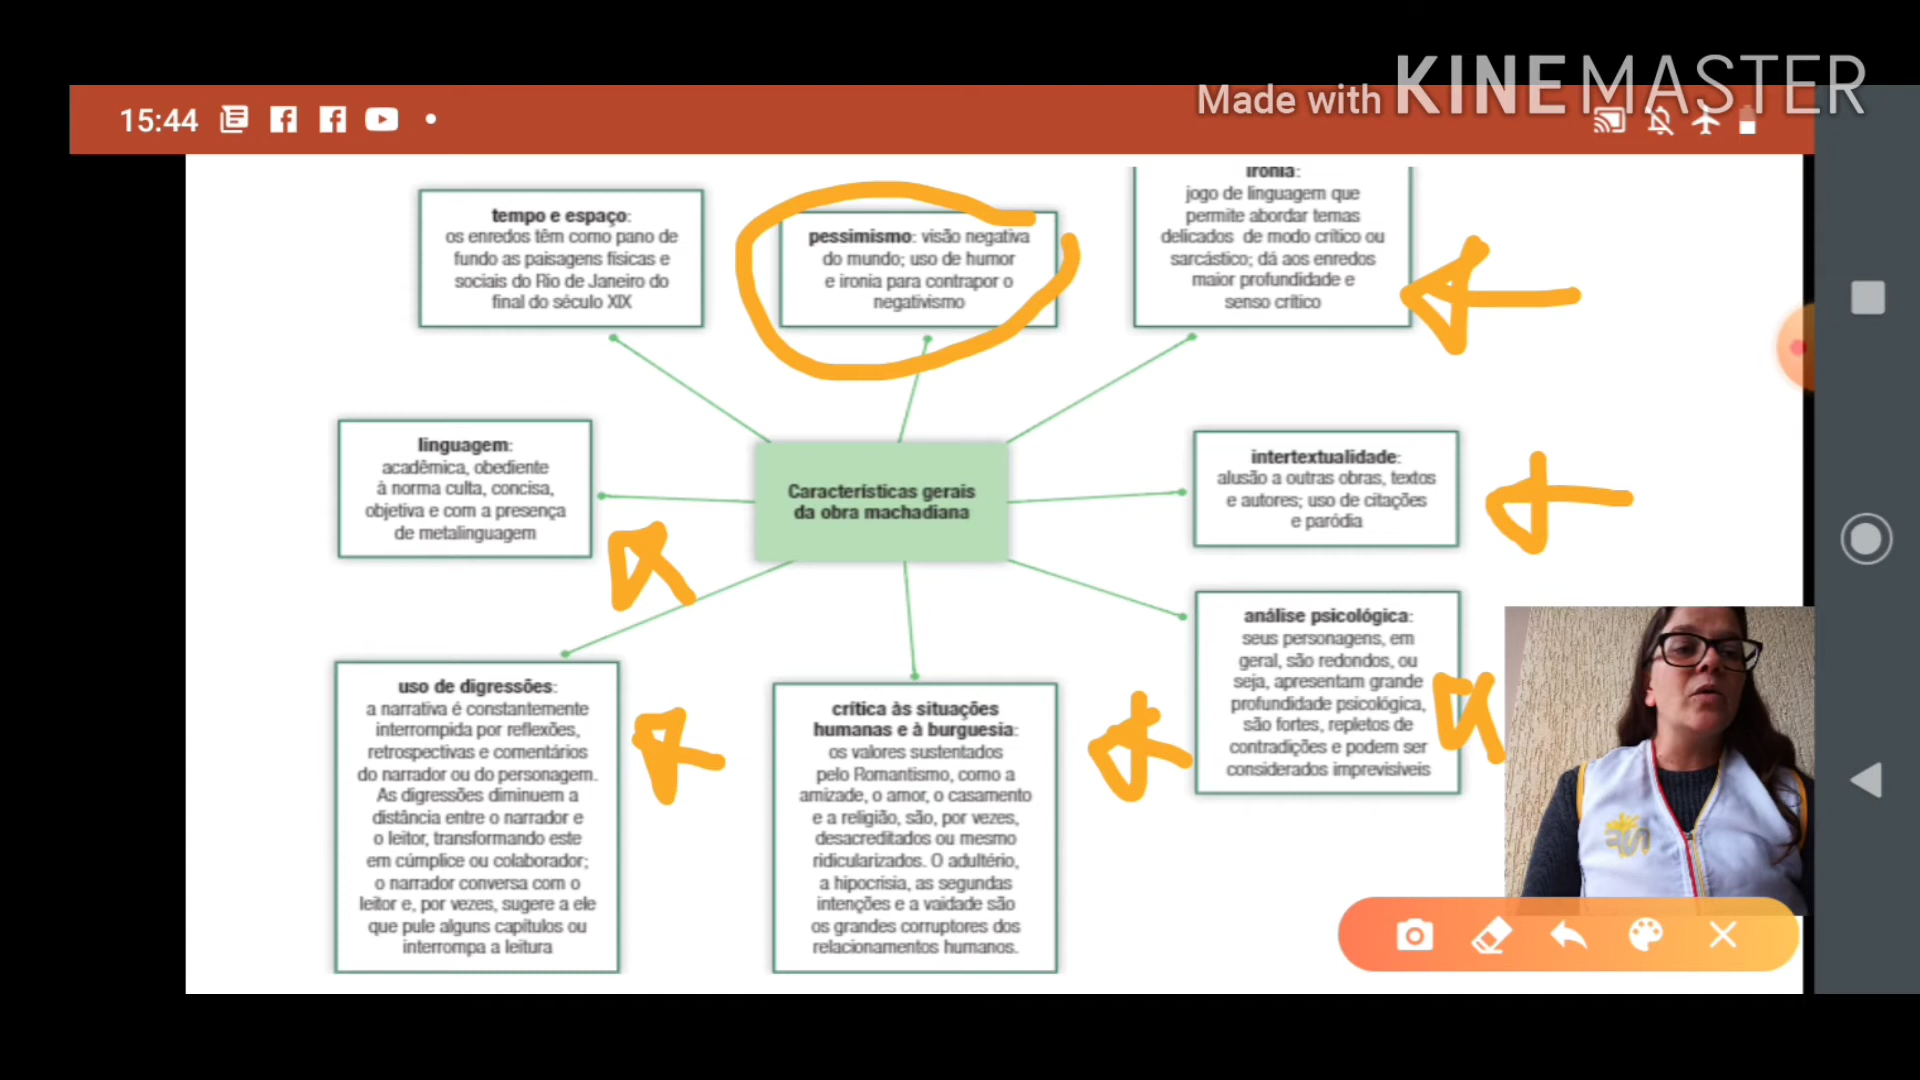 Made with KINEMASTER
15:44
tempo e espaço:
os enredos têm como pano de
fundo as paisagens físicas e
sociais do Rio de Janeiro do
final do século XIX
pessimismo: visão negativa
do mundo; uso de humor
e ironia para contrapor o
negativismo
ironia:
jogo de linguagem que
permite abordar temas
delicados de modo crítico ou
sarcástico; dá aos enredos
maior profundidade e
senso crítico
linguagem:
acadêmica, obediente
à norma culta, concisa,
objetiva e com a presença
de metalinguagem
Características gerais
da obra machadiana
intertextualidade:
alusão a outras obras, textos
e autores; uso de citações
e paródia
uso de digressões:
a narrativa é constantemente
interrompida por reflexões,
retrospectivas e comentários
do narrador ou do personagem.
As digressões diminuem a
distância entre o narrador e
o leitor, transformando este
em cúmplice ou colaborador;
o narrador conversa com o
leitor e, por vezes, sugere a ele
que pule alguns capítulos ou
interrompa a leitura
crítica às situações
humanas e à burguesia:
os valores sustentados
pelo Romantismo, como a
amizade, o amor, o casamento
e a religião, são, por vezes,
desacreditados ou mesmo
ridicularizados. O adultério,
a hipocrisia, as segundas
intenções e a vaidade são
os grandes corruptores dos
relacionamentos humanos.
análise psicológica:
seus personagens, em
geral, são redondos, ou
seja, apresentam grande
profundidade psicológica,
são fortes, repletos de
contradições e podem ser
considerados imprevisíveis